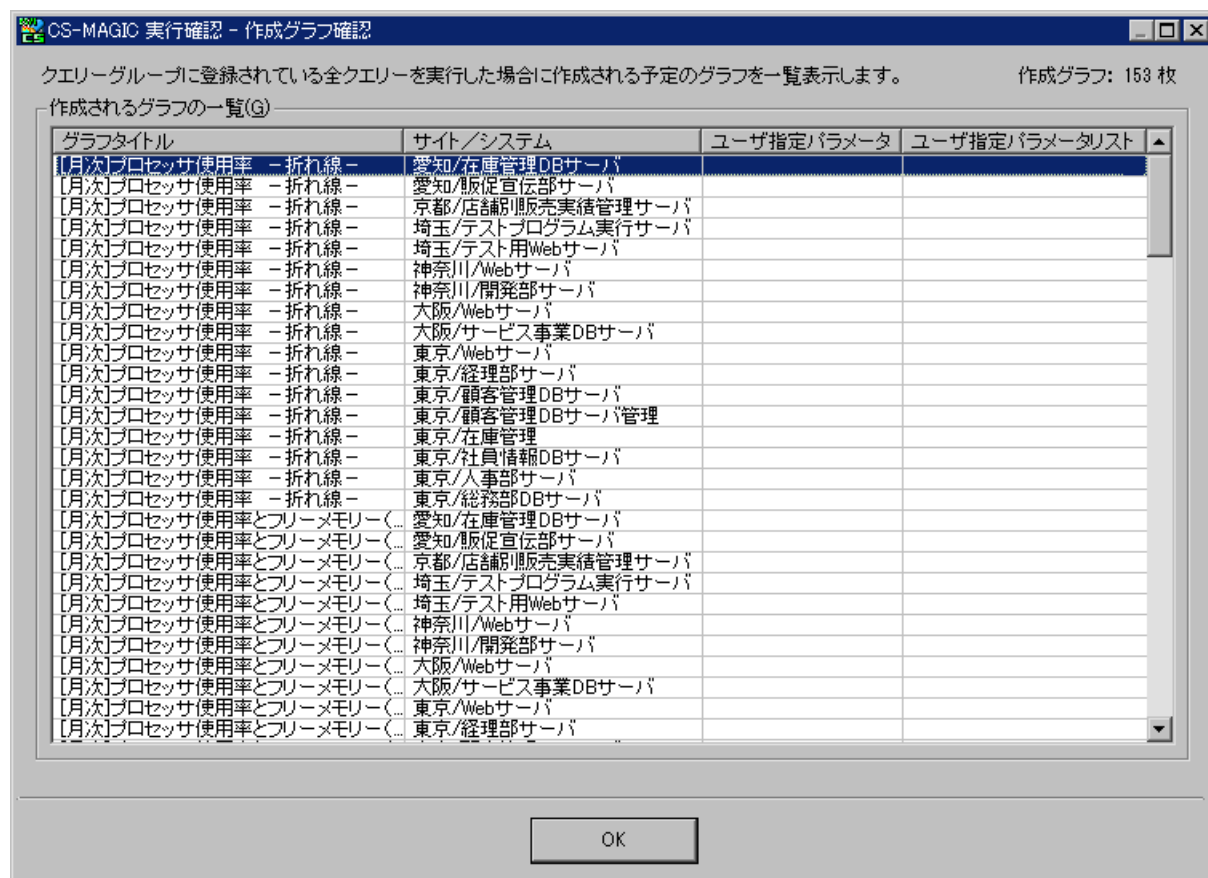 CS-MAGIC 実行確認 - 作成グラフ確認
クエリーグループに登録されている全クエリーを実行した場合に作成される予定のグラフを一覧表示します。 作成グラフ: 153 枚
作成されるグラフの一覧(G)
グラフタイトル サイト/システム ユーザ指定パラメータ ユーザ指定パラメータリスト
[月次]プロセッサ使用率 -折れ線- 愛知/在庫管理DBサーバ
[月次]プロセッサ使用率 -折れ線- 愛知/販促宣伝部サーバ
[月次]プロセッサ使用率 -折れ線- 京都/店舗別販売実績管理サーバ
[月次]プロセッサ使用率 -折れ線- 埼玉/テストプログラム実行サーバ
[月次]プロセッサ使用率 -折れ線- 埼玉/テスト用Webサーバ
[月次]プロセッサ使用率 -折れ線- 神奈川/Webサーバ
[月次]プロセッサ使用率 -折れ線- 神奈川/開発部サーバ
[月次]プロセッサ使用率 -折れ線- 大阪/Webサーバ
[月次]プロセッサ使用率 -折れ線- 大阪/サービス事業DBサーバ
[月次]プロセッサ使用率 -折れ線- 東京/Webサーバ
[月次]プロセッサ使用率 -折れ線- 東京/経理部サーバ
[月次]プロセッサ使用率 -折れ線- 東京/顧客管理DBサーバ
[月次]プロセッサ使用率 -折れ線- 東京/顧客管理DBサーバ管理
[月次]プロセッサ使用率 -折れ線- 東京/在庫管理
[月次]プロセッサ使用率 -折れ線- 東京/社員情報DBサーバ
[月次]プロセッサ使用率 -折れ線- 東京/人事部サーバ
[月次]プロセッサ使用率 -折れ線- 東京/総務部DBサーバ
[月次]プロセッサ使用率とフリーメモリー(... 愛知/在庫管理DBサーバ
[月次]プロセッサ使用率とフリーメモリー(... 愛知/販促宣伝部サーバ
[月次]プロセッサ使用率とフリーメモリー(... 京都/店舗別販売実績管理サーバ
[月次]プロセッサ使用率とフリーメモリー(... 埼玉/テストプログラム実行サーバ
[月次]プロセッサ使用率とフリーメモリー(... 埼玉/テスト用Webサーバ
[月次]プロセッサ使用率とフリーメモリー(... 神奈川/Webサーバ
[月次]プロセッサ使用率とフリーメモリー(... 神奈川/開発部サーバ
[月次]プロセッサ使用率とフリーメモリー(... 大阪/Webサーバ
[月次]プロセッサ使用率とフリーメモリー(... 大阪/サービス事業DBサーバ
[月次]プロセッサ使用率とフリーメモリー(... 東京/Webサーバ
[月次]プロセッサ使用率とフリーメモリー(... 東京/経理部サーバ
OK